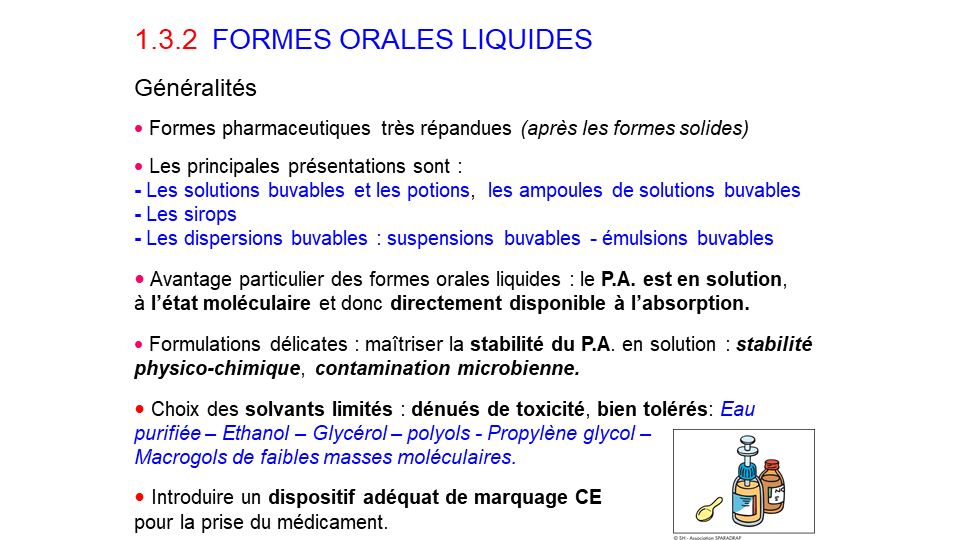 1.3.2 FORMES ORALES LIQUIDES
Généralités
• Formes pharmaceutiques très répandues (après les formes solides)
• Les principales présentations sont :
- Les solutions buvables et les potions, les ampoules de solutions buvables
- Les sirops
- Les dispersions buvables : suspensions buvables - émulsions buvables
• Avantage particulier des formes orales liquides : le P.A. est en solution,
à l’état moléculaire et donc directement disponible à l’absorption.
• Formulations délicates : maîtriser la stabilité du P.A. en solution : stabilité
physico-chimique, contamination microbienne.
• Choix des solvants limités : dénués de toxicité, bien tolérés: Eau
purifiée – Ethanol – Glycérol – polyols - Propylène glycol –
Macrogols de faibles masses moléculaires.
• Introduire un dispositif adéquat de marquage CE
pour la prise du médicament.
© SH - Association SPARADRAP